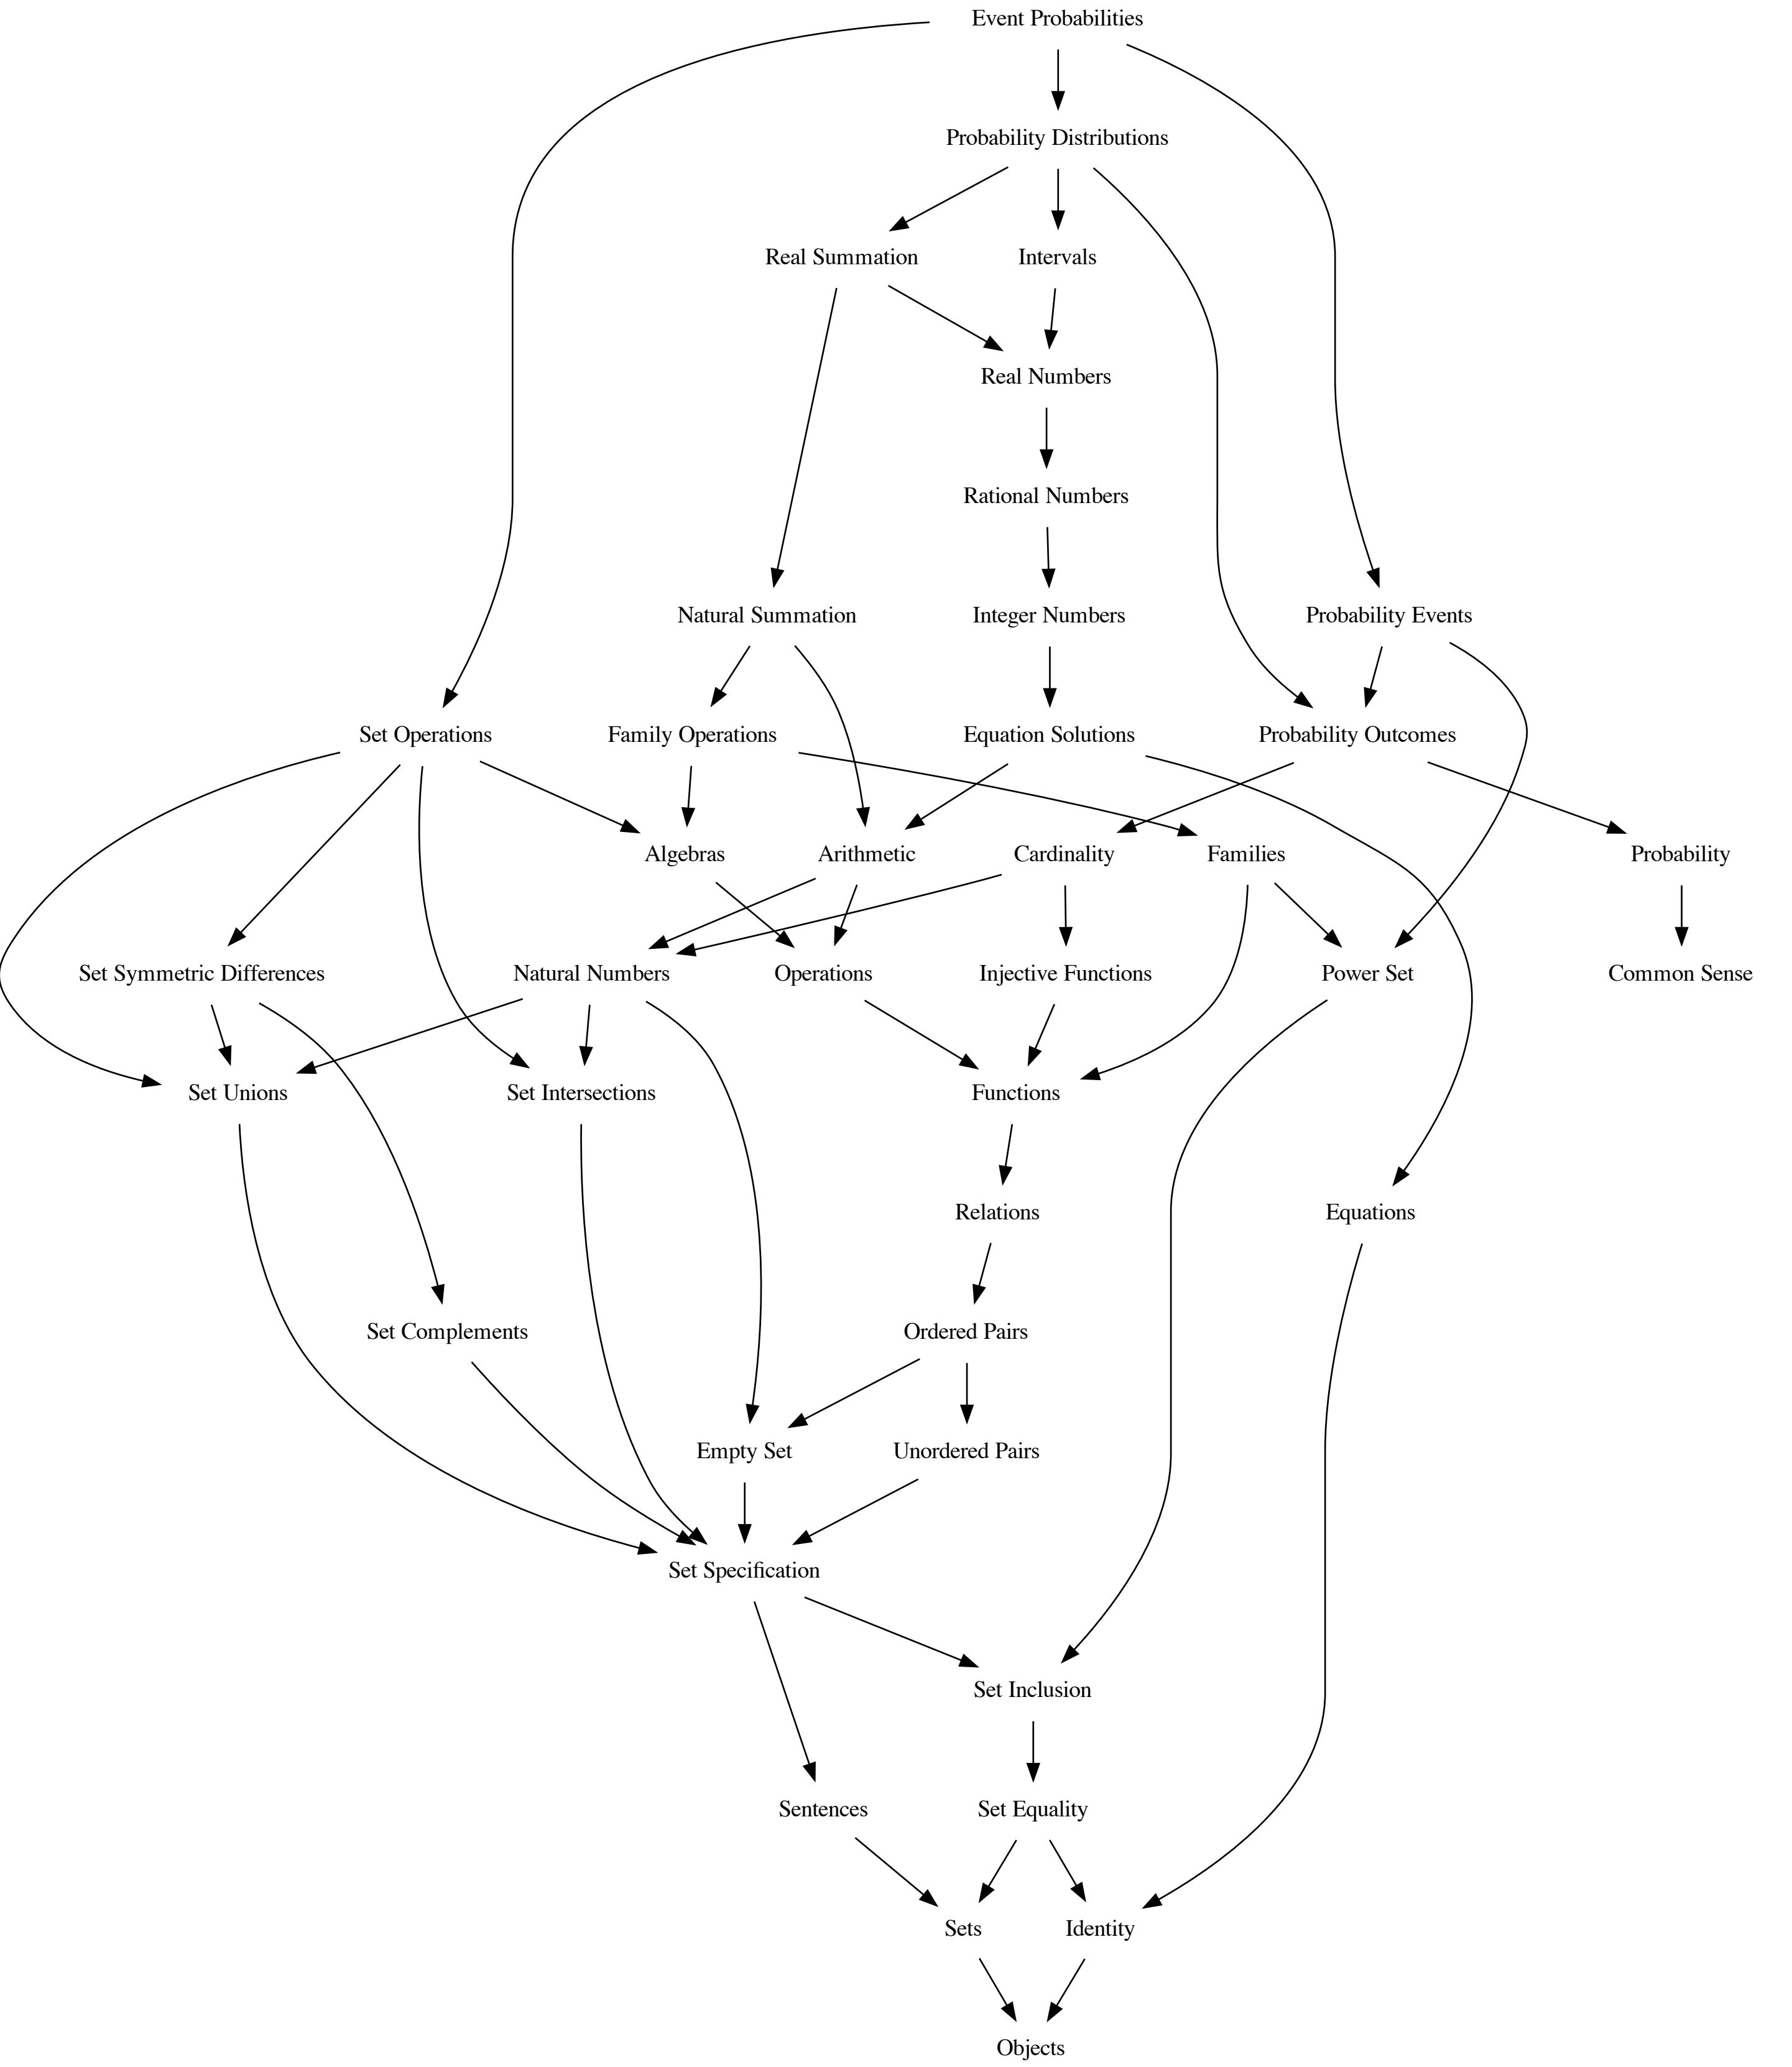 Event Probabilities
Probability Distributions
Real Summation
Intervals
Real Numbers
Rational Numbers
Natural Summation
Integer Numbers
Probability Events
Set Operations
Family Operations
Equation Solutions
Probability Outcomes
Algebras
Arithmetic
Cardinality
Families
Probability
Set Symmetric Differences
Natural Numbers
Operations
Injective Functions
Power Set
Common Sense
Set Unions
Set Intersections
Functions
Relations
Equations
Set Complements
Ordered Pairs
Empty Set
Unordered Pairs
Set Specification
Set Inclusion
Sentences
Set Equality
Sets
Identity
Objects